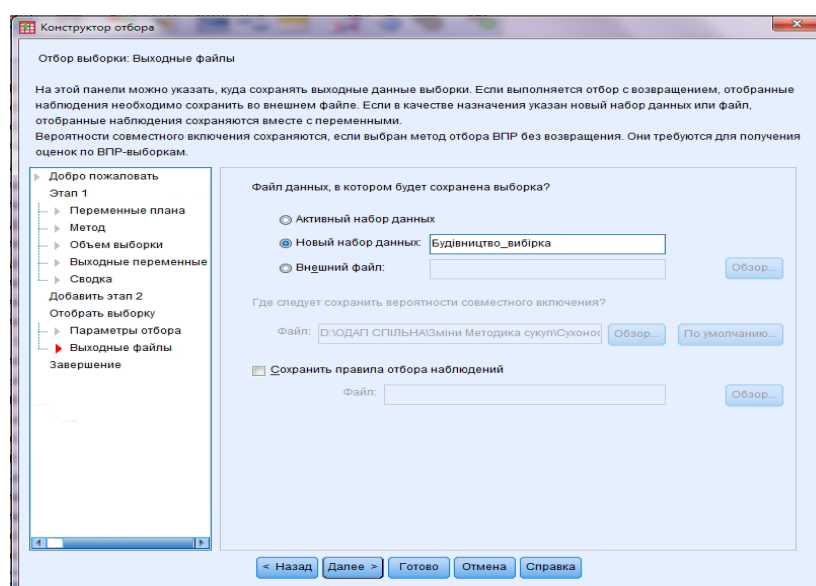 Конструктор отбора
Отбор выборки: Выходные файлы
На этой панели можно указать, куда сохранять выходные данные выборки. Если выполняется отбор с возвращением, отобранные
наблюдения необходимо сохранить во внешнем файле. Если в качестве назначения указан новый набор данных или файл,
отобранные наблюдения сохраняются вместе с переменными.
Вероятности совместного включения сохраняются, если выбран метод отбора ВПР без возвращения. Они требуются для получения
оценок по ВПР-выборкам.
Добро пожаловать
Этап 1
Переменные плана
Метод
Объем выборки
Выходные переменные
Сводка
Добавить этап 2
Отобрать выборку
Параметры отбора
Выходные файлы
Завершение
Файл данных, в котором будет сохранена выборка?
Активный набор данных
Новый набор данных: Будівництво_вибірка
Внешний файл: Обзор...
Где следует сохранить вероятности совместного включения?
Файл: D:\ОДАП СПІЛЬНА\Зміни Методика сукуп\Сухонос Обзор... По умолчанию...
Сохранить правила отбора наблюдений
Файл: Обзор...
< Назад Далее > Готово Отмена Справка